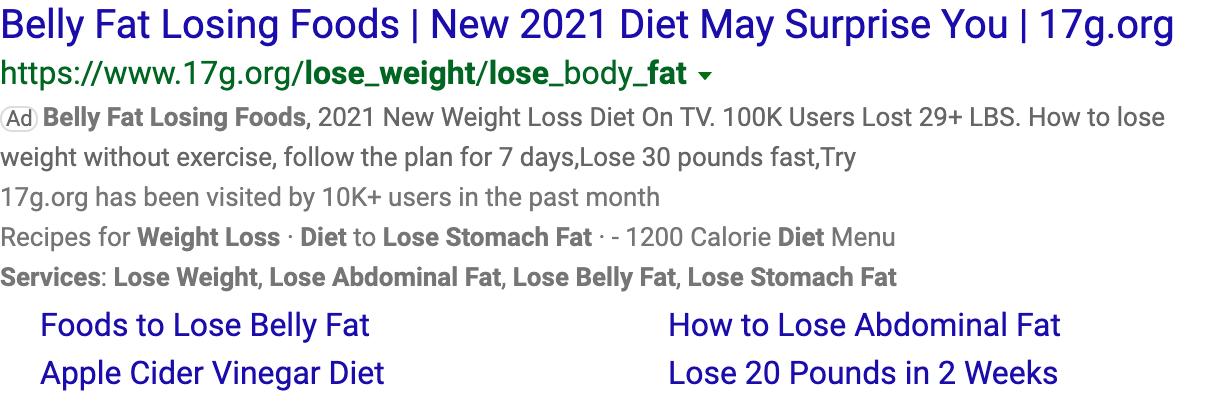 Belly Fat Losing Foods | New 2021 Diet May Surprise You | 17g.org
https://www.17g.org/lose_weight/lose_body_fat
Ad Belly Fat Losing Foods, 2021 New Weight Loss Diet On TV. 100K Users Lost 29+ LBS. How to lose
weight without exercise, follow the plan for 7 days,Lose 30 pounds fast,Try
17g.org has been visited by 10K+ users in the past month
Recipes for Weight Loss · Diet to Lose Stomach Fat · - 1200 Calorie Diet Menu
Services: Lose Weight, Lose Abdominal Fat, Lose Belly Fat, Lose Stomach Fat
Foods to Lose Belly Fat How to Lose Abdominal Fat
Apple Cider Vinegar Diet Lose 20 Pounds in 2 Weeks